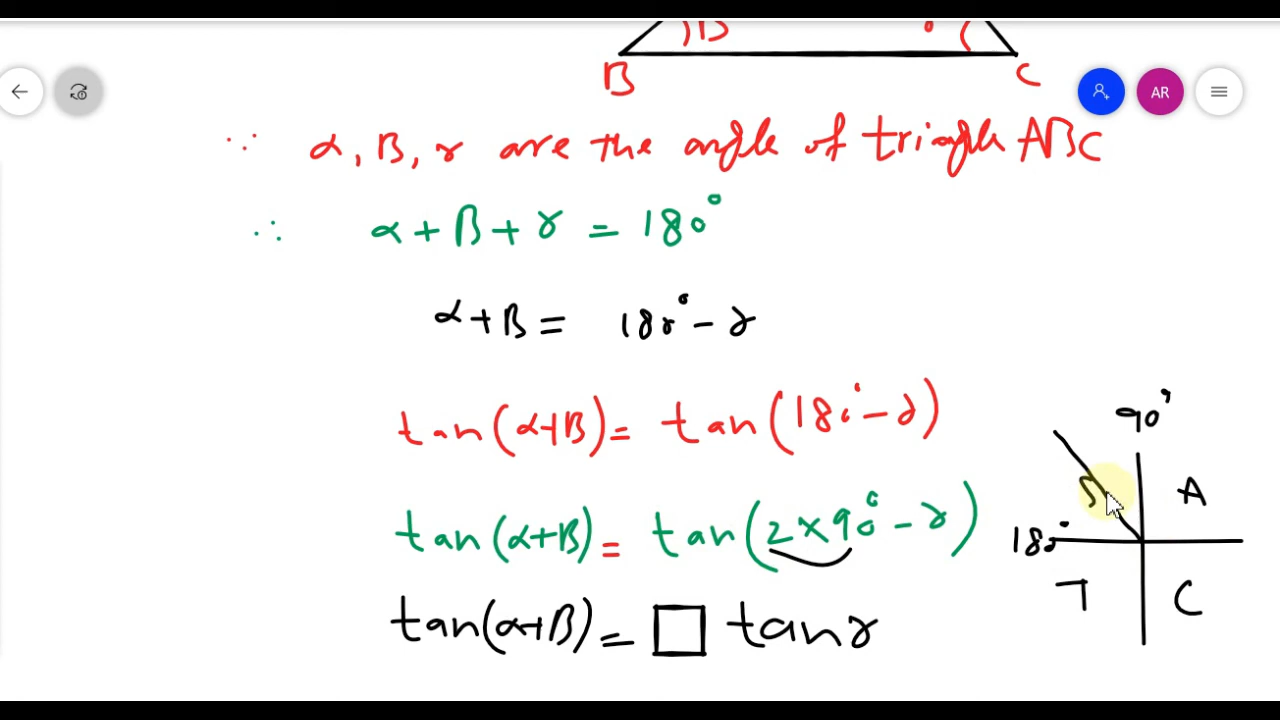 B
B C
AR
∵ α, B, γ are the angle of triangle ABC
∴ α + B + γ = 180°
α + B = 180° - γ
tan(α+B) = tan(180° - γ)
90°
tan(α+B) = tan(2×90° - γ)
S A
180°
T C
tan(α+B) = □ tanγ